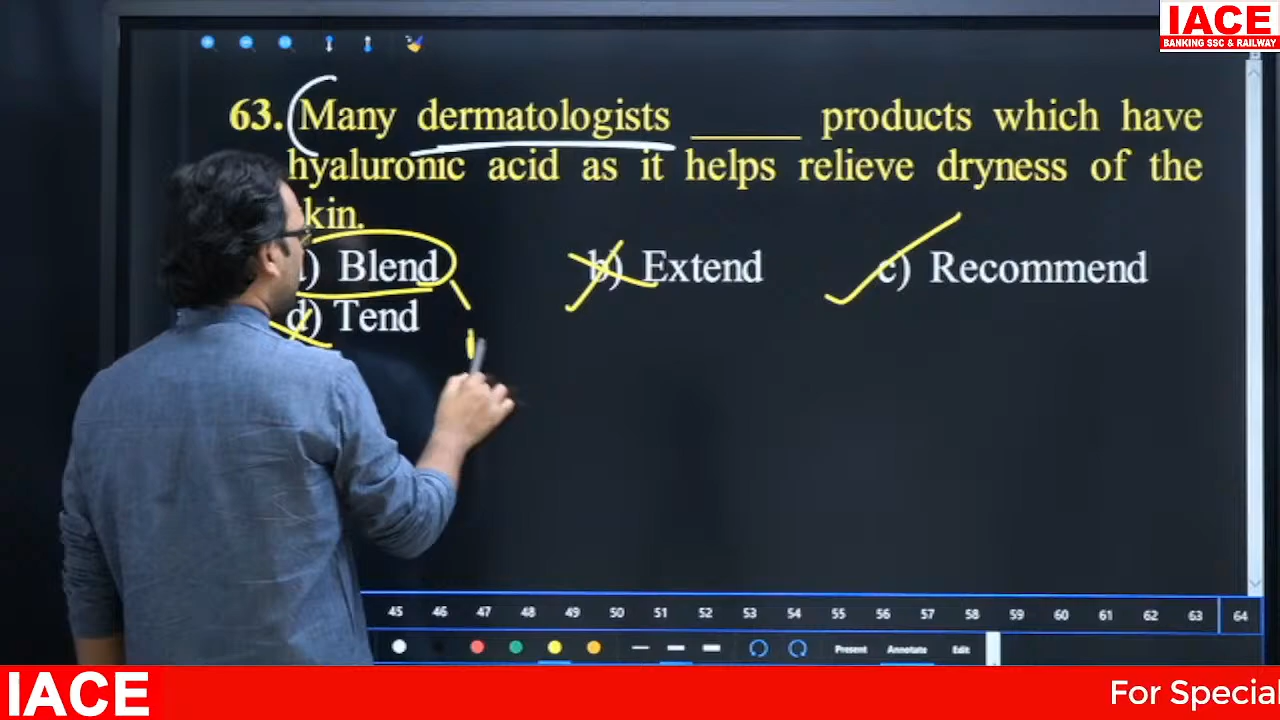 IACE
BANKING SSC & RAILWAY
63. Many dermatologists _____ products which have
hyaluronic acid as it helps relieve dryness of the
kin.
a) Blend b) Extend c) Recommend
d) Tend
45 46 47 48 49 50 51 52 53 54 55 56 57 58 59 60 61 62 63 64
Present Annotate Edit
IACE For Special